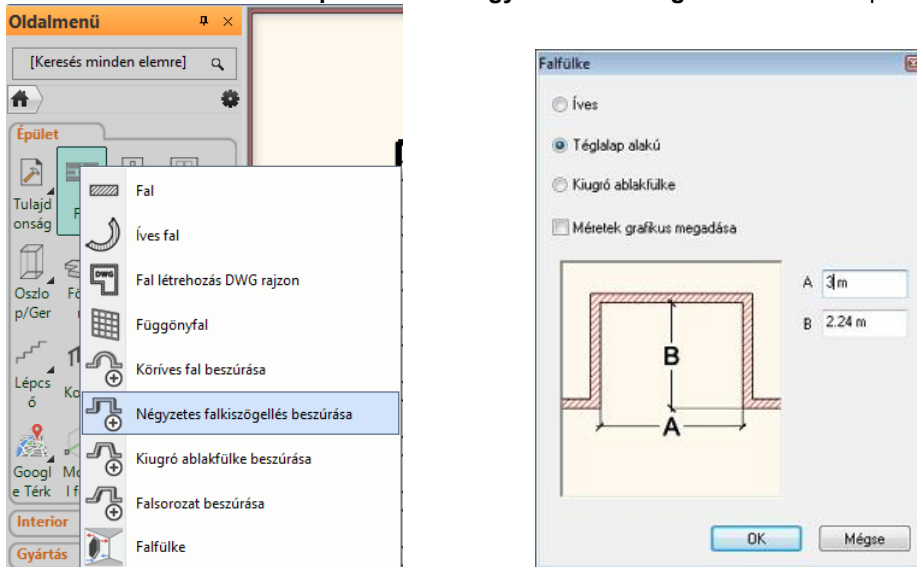 Oldalmenü
[Keresés minden elemre]
Épület
Tulajd
onság
Oszlo
p/Ger
Lépcs
ő
Googl
e Térk
Interior
Gyártás
Fal
Íves fal
DWG
Fal létrehozás DWG rajzon
Függönyfal
Köríves fal beszúrása
Négyzetes falkiszögellés beszúrása
Kiugró ablakfülke beszúrása
Falsorozat beszúrása
Falfülke
Falfülke
Íves
Téglalap alakú
Kiugró ablakfülke
Méretek grafikus megadása
B
A
A 3 m
B 2.24 m
OK Mégse